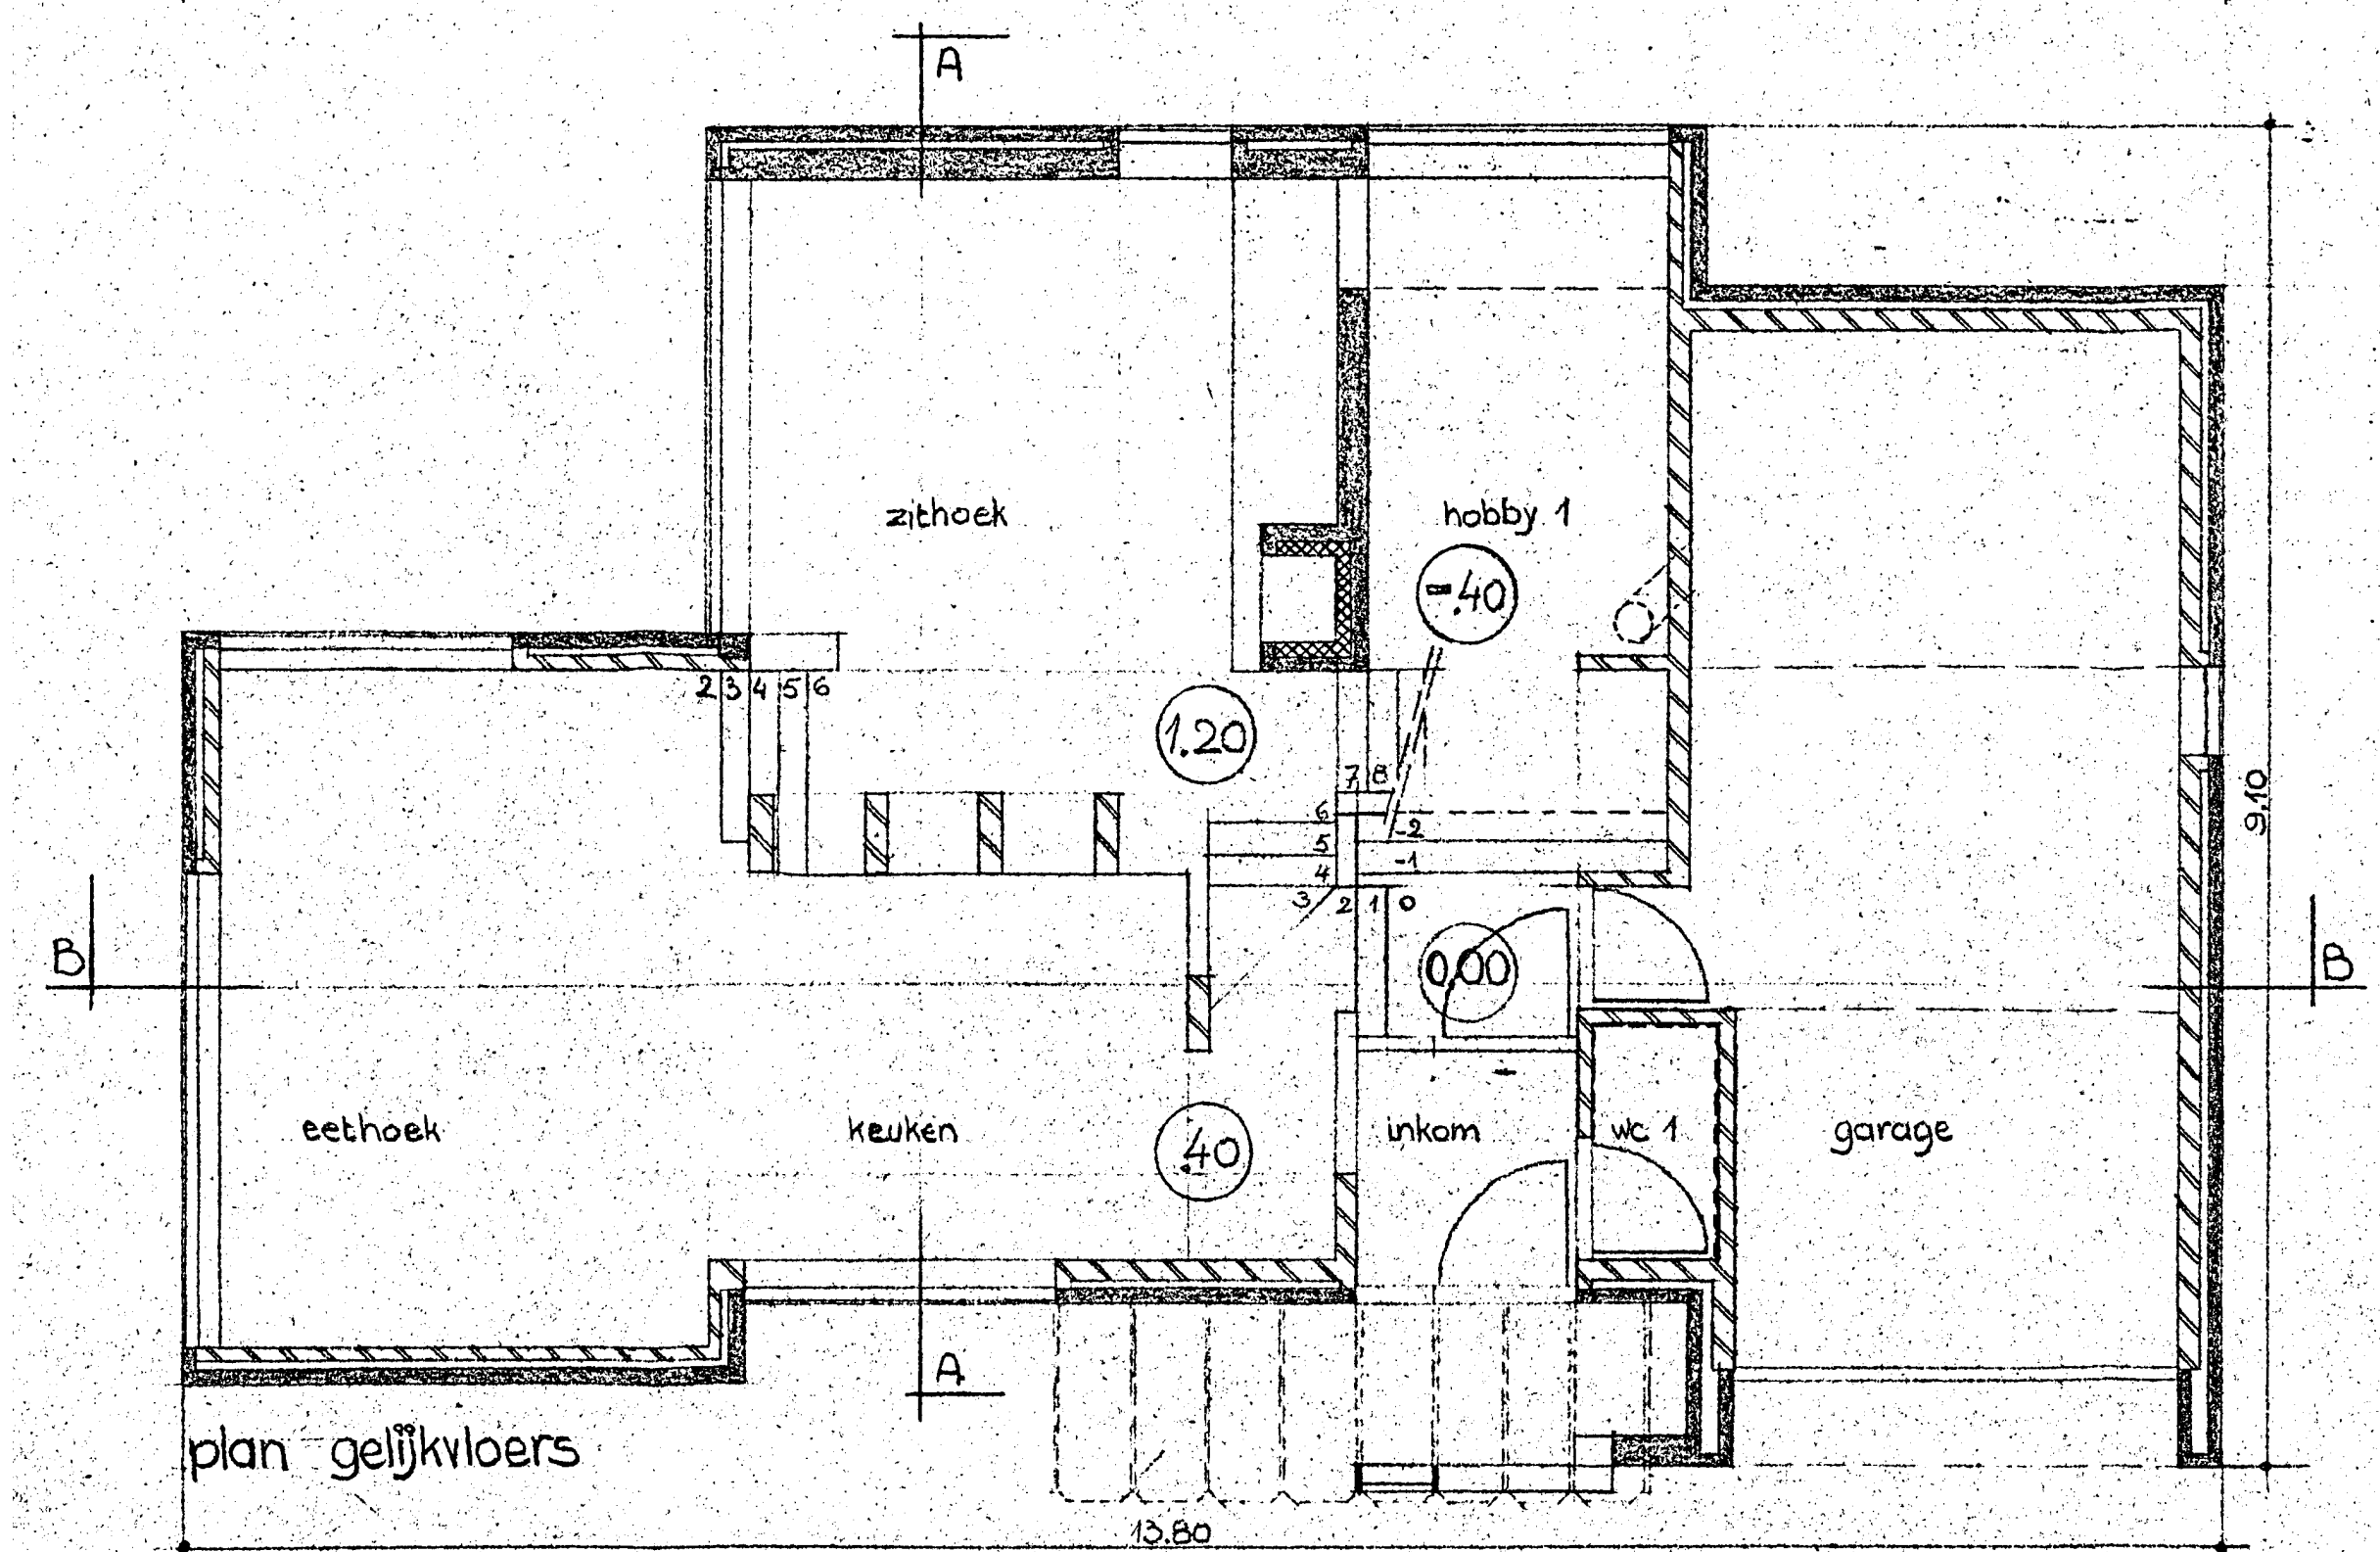 A
zithoek
hobby 1
-.40
2 3 4 5 6
1.20
7 8
6
5
4
3 2 1 0
-2
-1
9.10
B
0.00
B
eethoek
keuken
.40
inkom
wc 1
garage
A
plan gelijkvloers
13.80